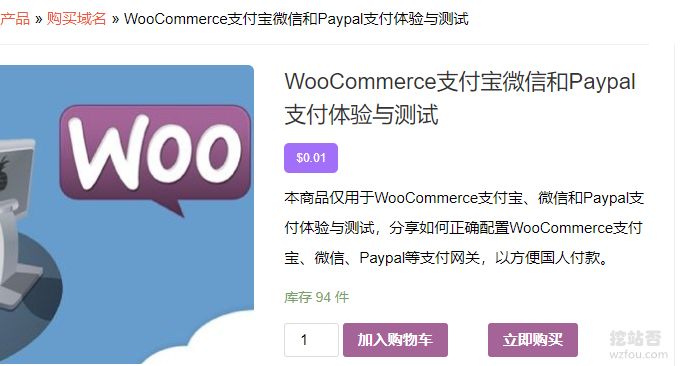 产品 » 购买域名 » WooCommerce支付宝微信和Paypal支付体验与测试
Woo
WooCommerce支付宝微信和Paypal
支付体验与测试
$0.01
本商品仅用于WooCommerce支付宝、微信和Paypal支
付体验与测试，分享如何正确配置WooCommerce支付
宝、微信、Paypal等支付网关，以方便国人付款。
库存 94 件
1 加入购物车 立即购买
挖站否
wzfou.com